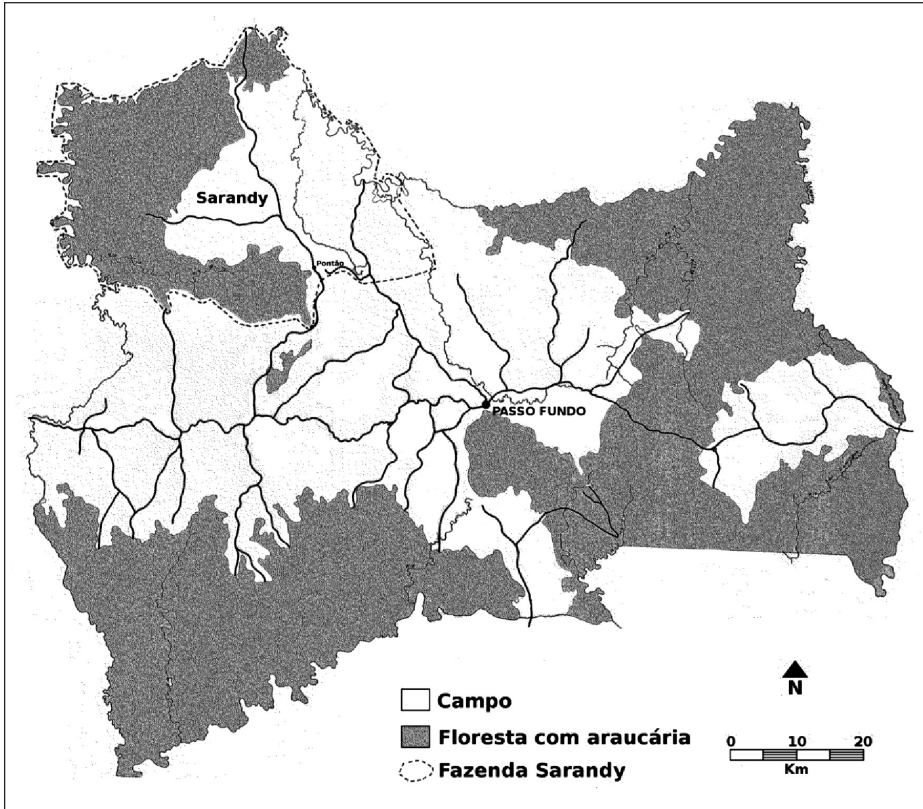 Sarandy
Pontão
PASSO FUNDO
Campo
Floresta com araucária
Fazenda Sarandy
N
0 10 20
Km